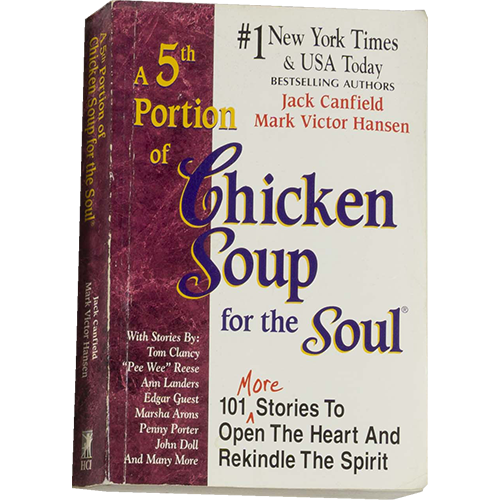 A 5th Portion of
Chicken Soup for the Soul®
Jack Canfield
Mark Victor Hansen
HCI
#1 New York Times
& USA Today
BESTSELLING AUTHORS
Jack Canfield
Mark Victor Hansen
A 5th
Portion
of
Chicken
Soup
for the Soul®
With Stories By:
Tom Clancy
"Pee Wee" Reese
Ann Landers
Edgar Guest
Marsha Arons
Penny Porter
John Doll
And Many More
More
101 Stories To
Open The Heart And
Rekindle The Spirit